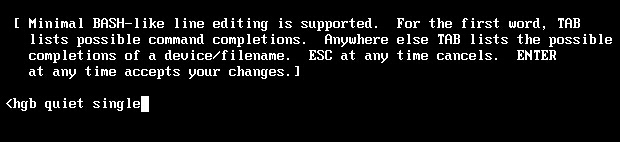 [ Minimal BASH-like line editing is supported.  For the first word, TAB
lists possible command completions.  Anywhere else TAB lists the possible
completions of a device/filename.  ESC at any time cancels.  ENTER
at any time accepts your changes.]
<hgb quiet single